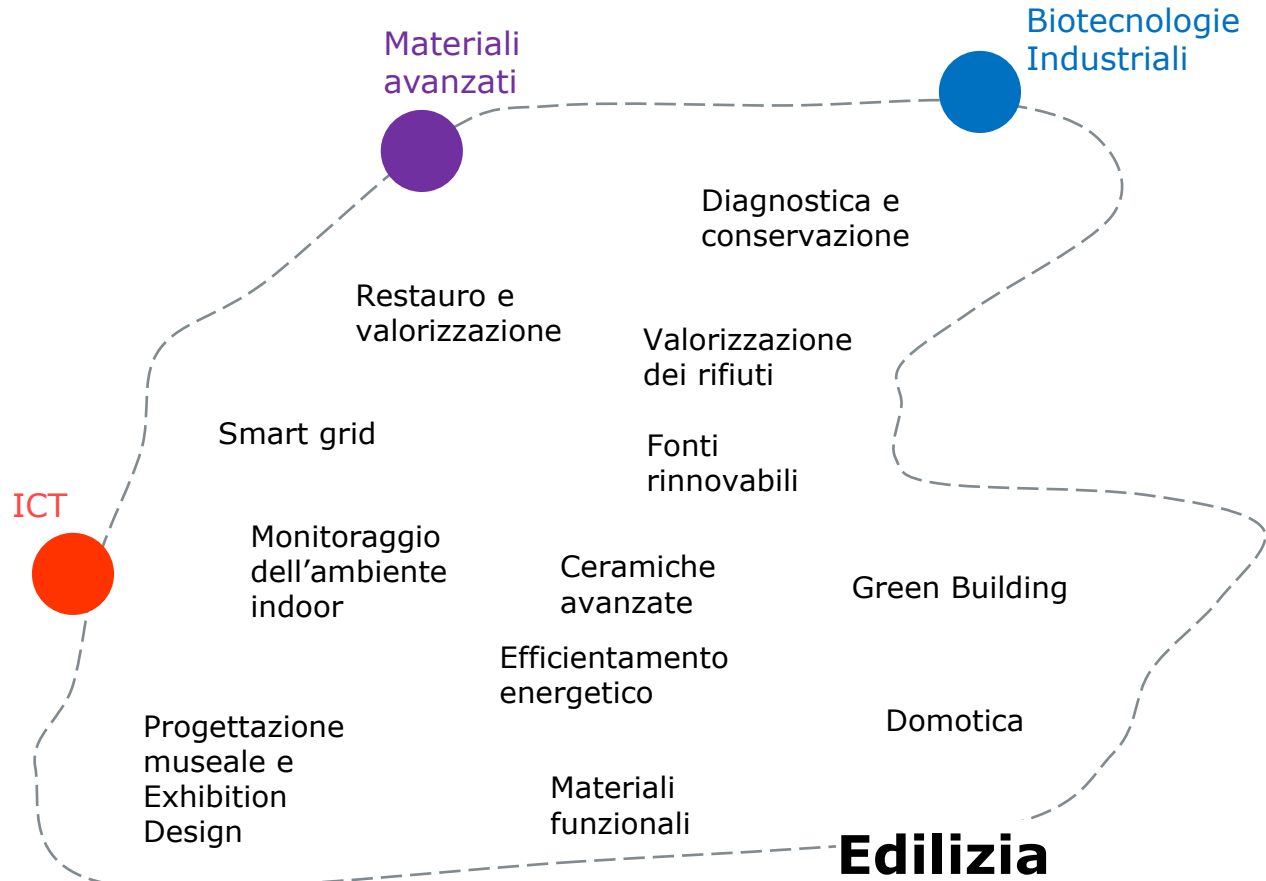 Biotecnologie
Industriali
Materiali
avanzati
Diagnostica e
conservazione
Restauro e
valorizzazione
Valorizzazione
dei rifiuti
Smart grid
Fonti
rinnovabili
ICT
Monitoraggio
dell’ambiente
indoor
Ceramiche
avanzate
Green Building
Efficientamento
energetico
Domotica
Progettazione
museale e
Exhibition
Design
Materiali
funzionali
Edilizia